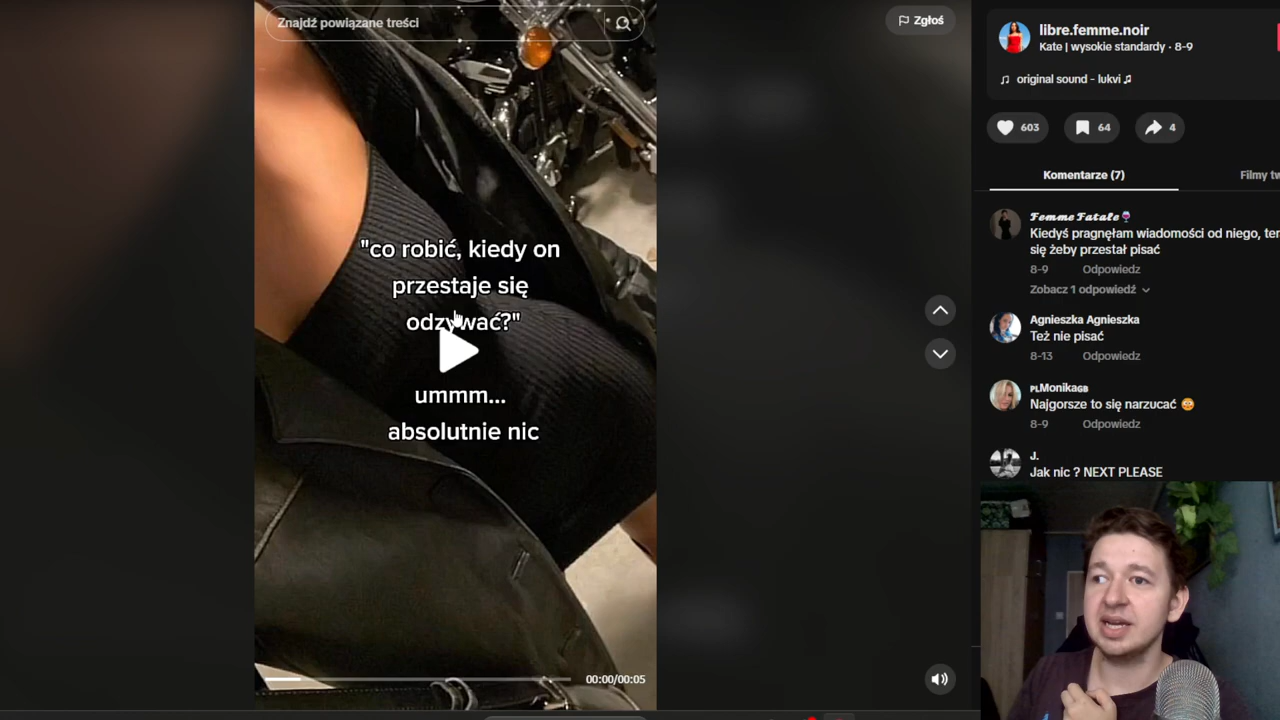 Znajdź powiązane treści
Zgłoś
"co robić, kiedy on
przestaje się
odzywać?"
ummm...
absolutnie nic
00:00/00:05
libre.femme.noir
Kate | wysokie standardy · 8-9
original sound - lukvi
603
64
4
Komentarze (7)
Filmy tw
𝓕𝓮𝓶𝓶𝓮 𝓕𝓪𝓽𝓪𝓵𝓮🍷
Kiedyś pragnęłam wiadomości od niego, ter
się żeby przestał pisać
8-9 Odpowiedz
Zobacz 1 odpowiedź
Agnieszka Agnieszka
Też nie pisać
8-13 Odpowiedz
ᴘʟMonikaɢʙ
Najgorsze to się narzucać
8-9 Odpowiedz
J.
Jak nic ? NEXT PLEASE